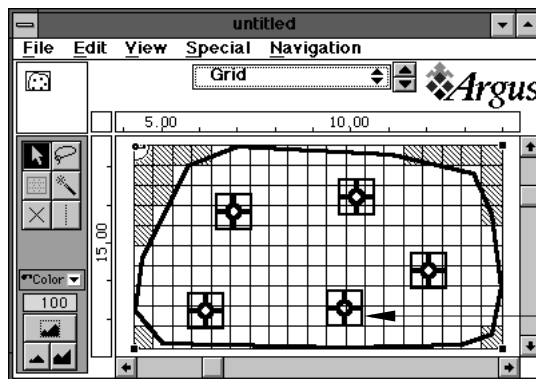 untitled
File Edit View Special Navigation
Grid
Argus
5.00 10.00
15.00
Color
100